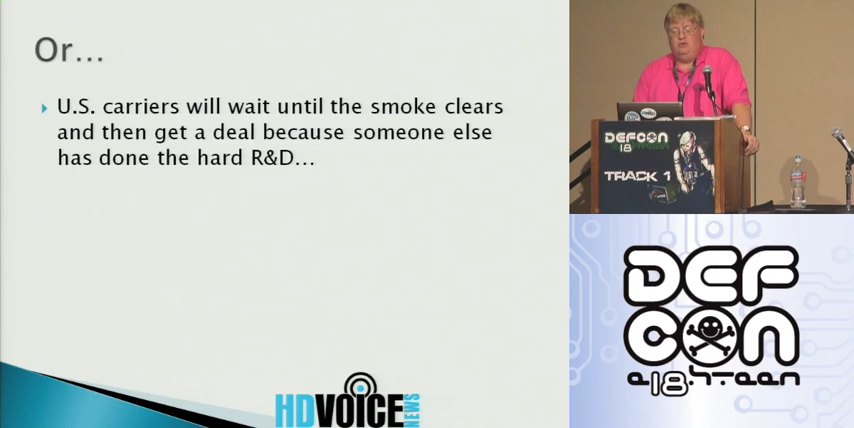 Or...
U.S. carriers will wait until the smoke clears
and then get a deal because someone else
has done the hard R&D...
HDVOICE
NEWS
DEFCON
18
TRACK 1
DEF
CON
18